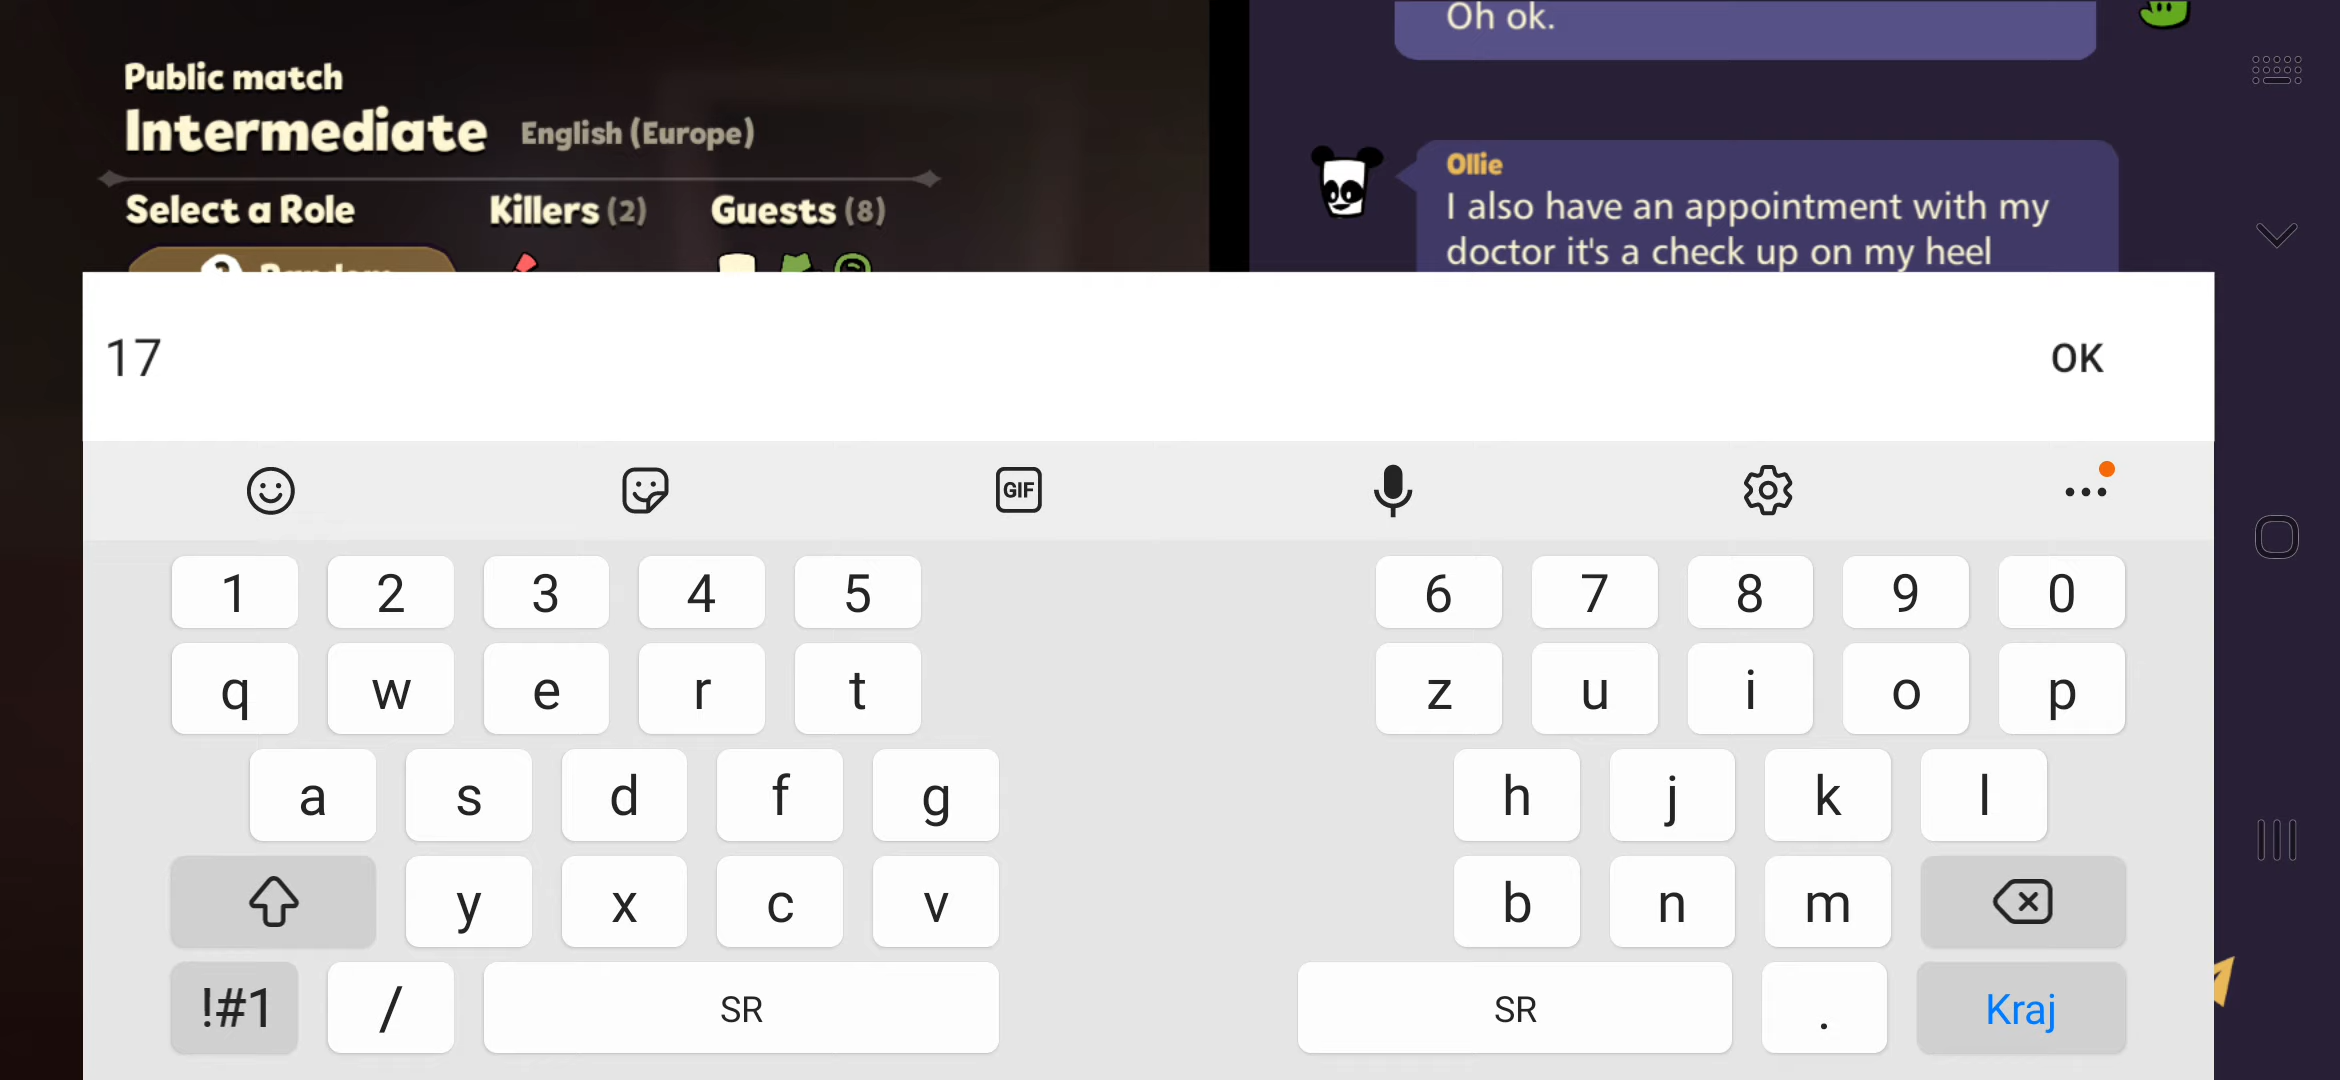 Public match
Intermediate English (Europe)
Select a Role Killers (2) Guests (8)
Oh ok.
Ollie
I also have an appointment with my
doctor it's a check up on my heel
17 OK
GIF
1 2 3 4 5 6 7 8 9 0
q w e r t z u i o p
a s d f g h j k l
y x c v b n m
!#1 / SR SR . Kraj